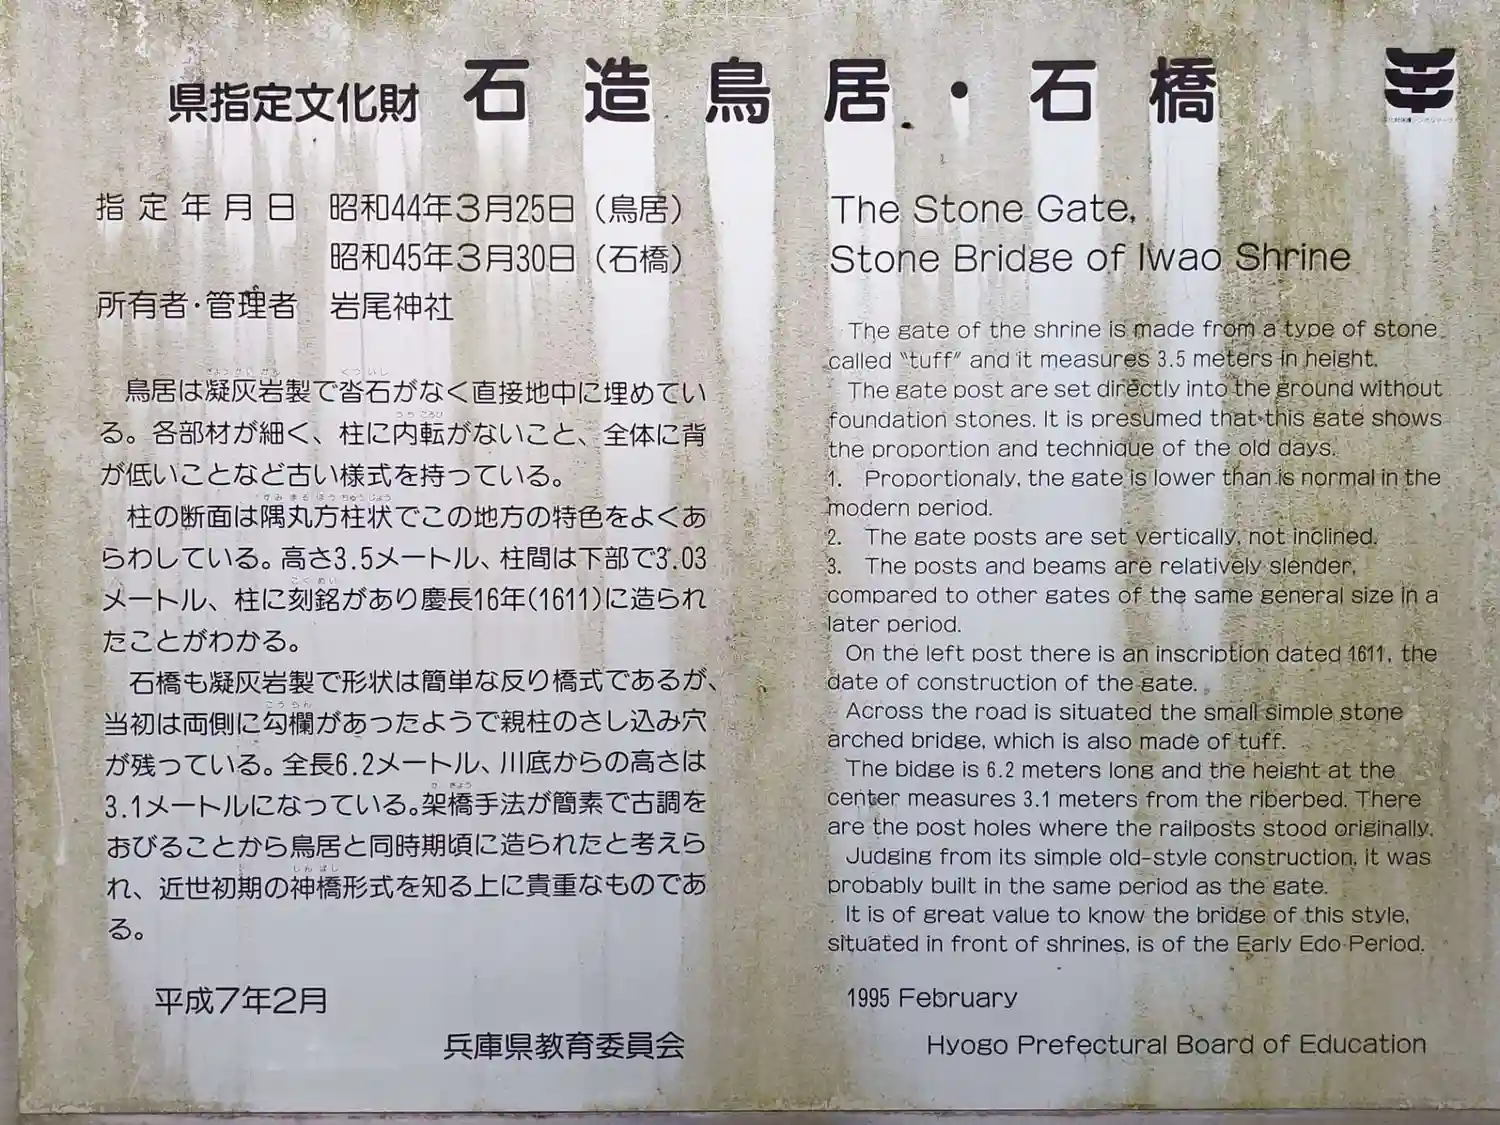 県指定文化財 石造鳥居・石橋
指定年月日 昭和44年3月25日(鳥居)
昭和45年3月30日(石橋)
所有者・管理者 岩尾神社
鳥居は凝灰岩製で沓石がなく直接地中に埋めてい
る。各部材が細く、柱に内転がないこと、全体に背
が低いことなど古い様式を持っている。
柱の断面は隅丸方柱状でこの地方の特色をよくあ
らわしている。高さ3.5メートル、柱間は下部で3.03
メートル、柱に刻銘があり慶長16年(1611)に造られ
たことがわかる。
石橋も凝灰岩製で形状は簡単な反り橋式であるが、
当初は両側に勾欄があったようで親柱のさし込み穴
が残っている。全長6.2メートル、川底からの高さは
3.1メートルになっている。架橋手法が簡素で古調を
おびることから鳥居と同時期頃に造られたと考えら
れ、近世初期の神橋形式を知る上に貴重なものであ
る。
平成7年2月
兵庫県教育委員会
The Stone Gate,
Stone Bridge of Iwao Shrine
The gate of the shrine is made from a type of stone
called "tuff" and it measures 3.5 meters in height.
The gate post are set directly into the ground without
foundation stones. It is presumed that this gate shows
the proportion and technique of the old days.
1. Proportionaly, the gate is lower than is normal in the
modern period.
2. The gate posts are set vertically, not inclined.
3. The posts and beams are relatively slender,
compared to other gates of the same general size in a
later period.
On the left post there is an inscription dated 1611, the
date of construction of the gate.
Across the road is situated the small simple stone
arched bridge, which is also made of tuff.
The bidge is 6.2 meters long and the height at the
center measures 3.1 meters from the riberbed. There
are the post holes where the railposts stood originally.
Judging from its simple old-style construction, it was
probably built in the same period as the gate.
It is of great value to know the bridge of this style,
situated in front of shrines, is of the Early Edo Period.
1995 February
Hyogo Prefectural Board of Education